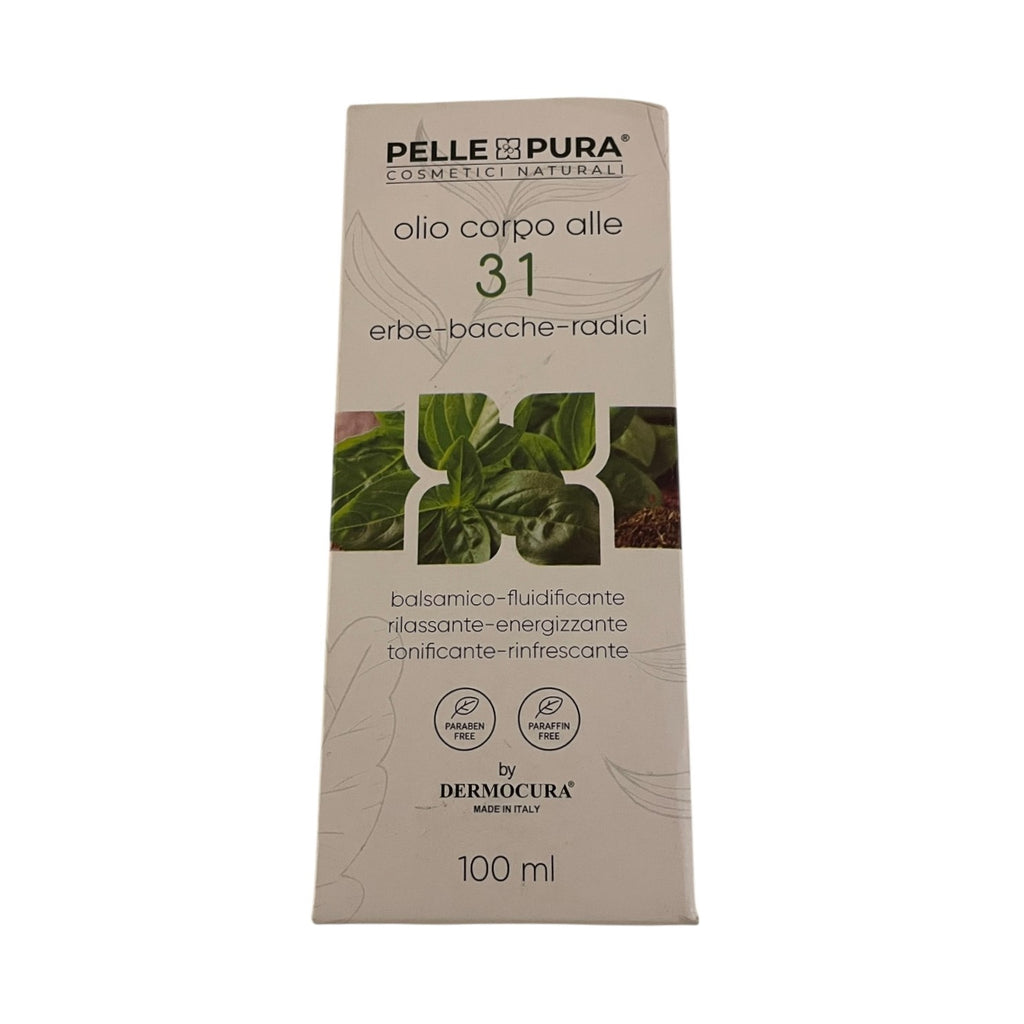 PELLE PURA®
COSMETICI NATURALI
olio corpo alle
31
erbe-bacche-radici
balsamico-fluidificante
rilassante-energizzante
tonificante-rinfrescante
PARABEN FREE
PARAFFIN FREE
by
DERMOCURA®
MADE IN ITALY
100 ml